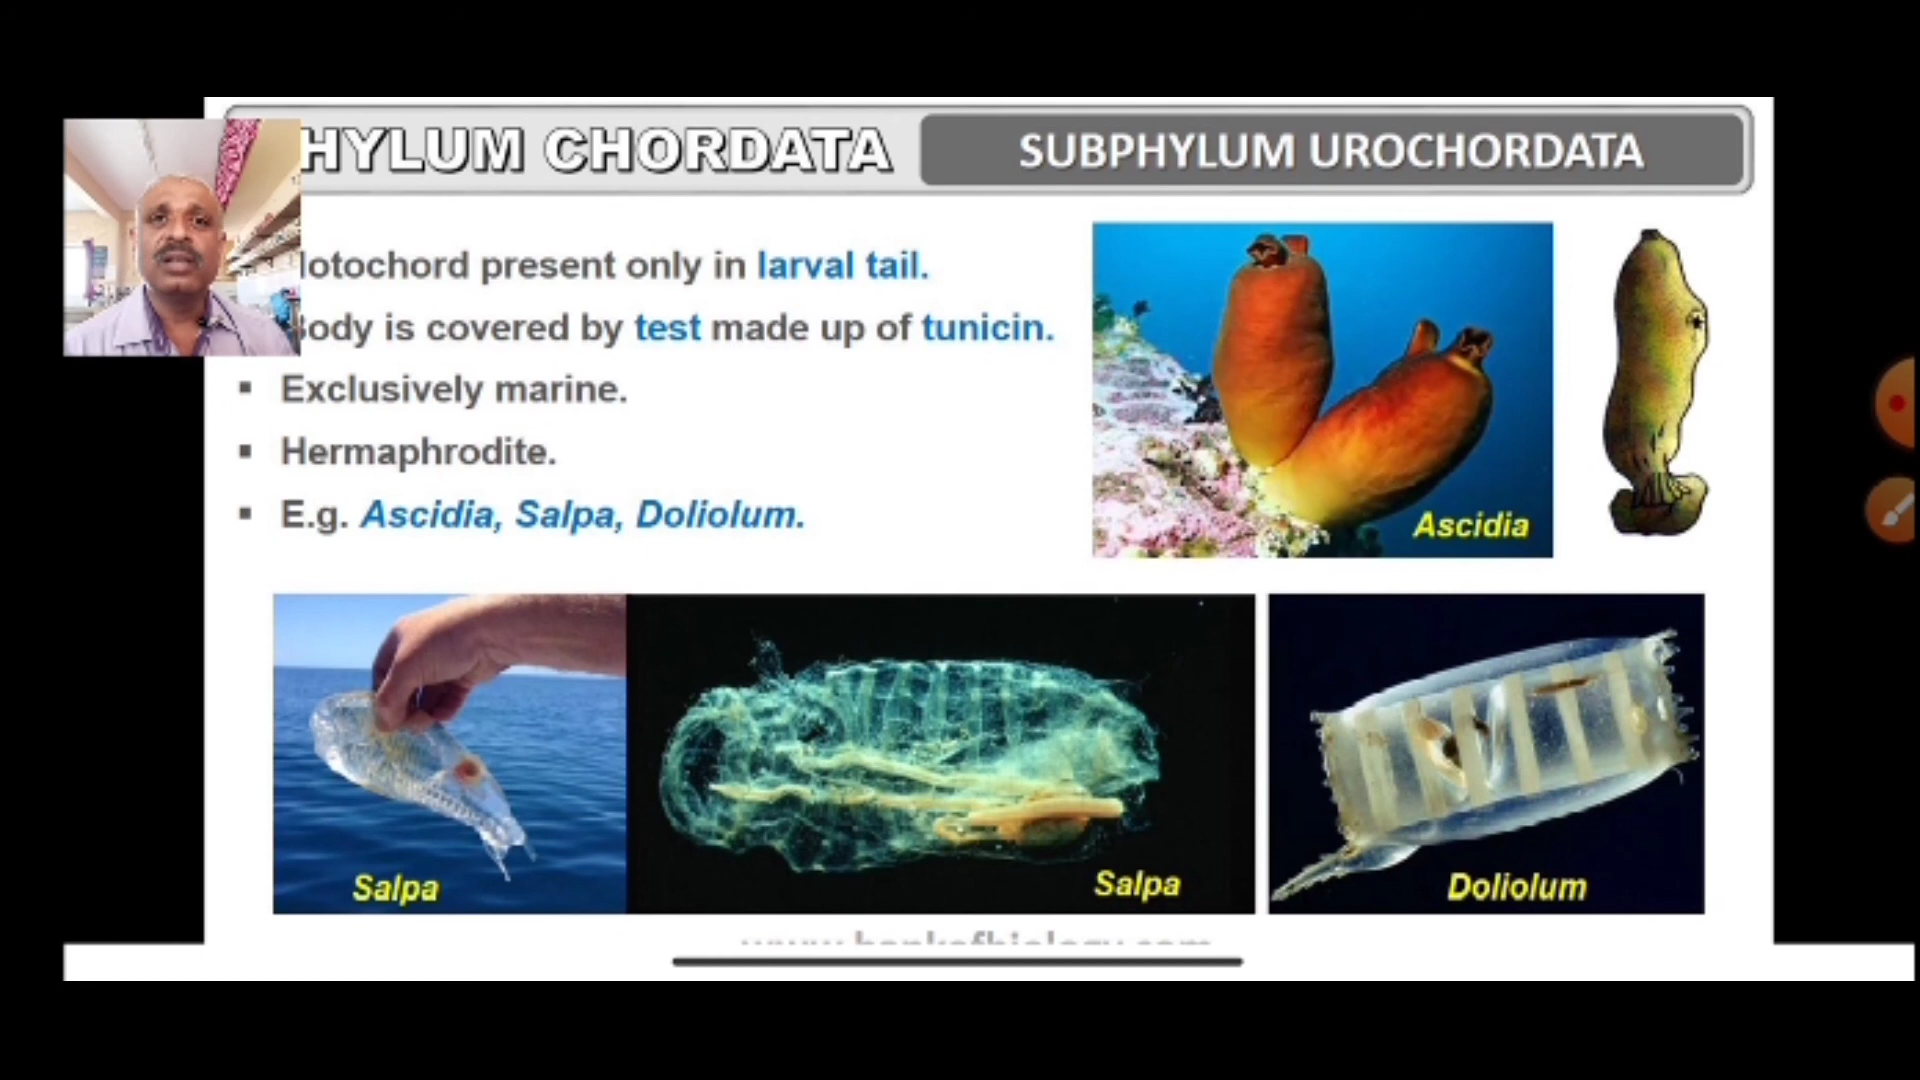 HYLUM CHORDATA
SUBPHYLUM UROCHORDATA
otochord present only in larval tail.
ody is covered by test made up of tunicin.
▪ Exclusively marine.
▪ Hermaphrodite.
▪ E.g. Ascidia, Salpa, Doliolum.
Ascidia
Salpa
Salpa
Doliolum